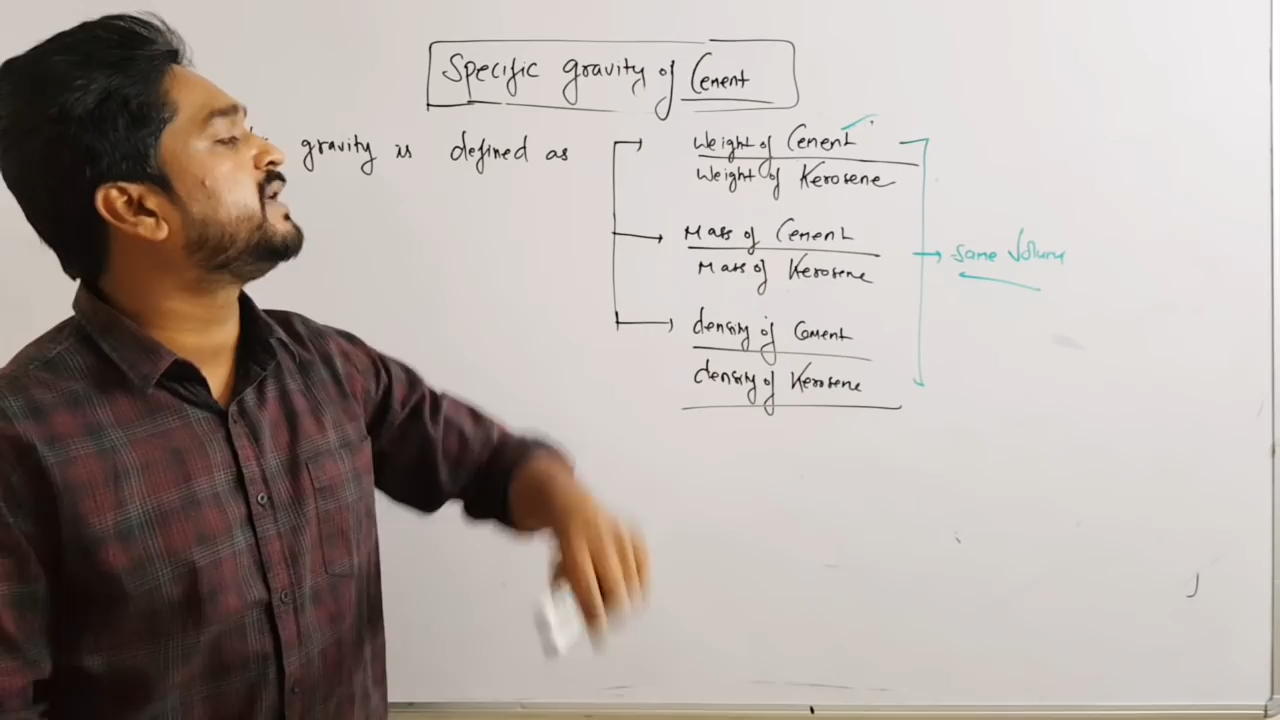 Specific gravity of Cement
gravity is defined as
Weight of Cement
Weight of Kerosene
Mass of Cement
Mass of Kerosene
Same Volume
density of Cement
density of Kerosene